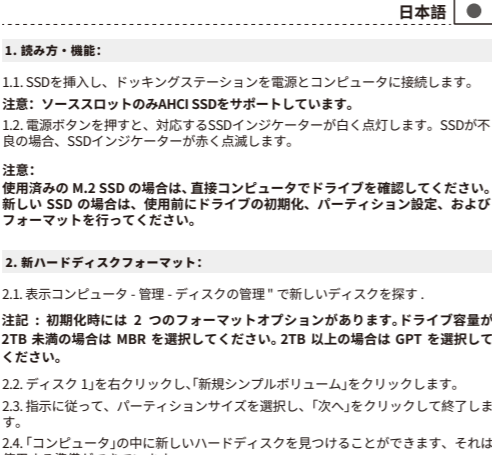 日本語
1. 読み方・機能：
1.1. SSDを挿入し、ドッキングステーションを電源とコンピュータに接続します。
注意：ソーススロットのみAHCI SSDをサポートしています。
1.2. 電源ボタンを押すと、対応するSSDインジケーターが白く点灯します。SSDが不
良の場合、SSDインジケーターが赤く点滅します。
注意：
使用済みの M.2 SSD の場合は、直接コンピュータでドライブを確認してください。
新しい SSD の場合は、使用前にドライブの初期化、パーティション設定、および
フォーマットを行ってください。
2. 新ハードディスクフォーマット：
2.1. 表示コンピュータ - 管理 - ディスクの管理 " で新しいディスクを探す .
注記 : 初期化時には 2 つのフォーマットオプションがあります。ドライブ容量が
2TB 未満の場合は MBR を選択してください。2TB 以上の場合は GPT を選択して
ください。
2.2. ディスク 1」を右クリックし、「新規シンプルボリューム」をクリックします。
2.3. 指示に従って、パーティションサイズを選択し、「次へ」をクリックして終了しま
す。
2.4. 「コンピュータ」の中に新しいハードディスクを見つけることができます、それは